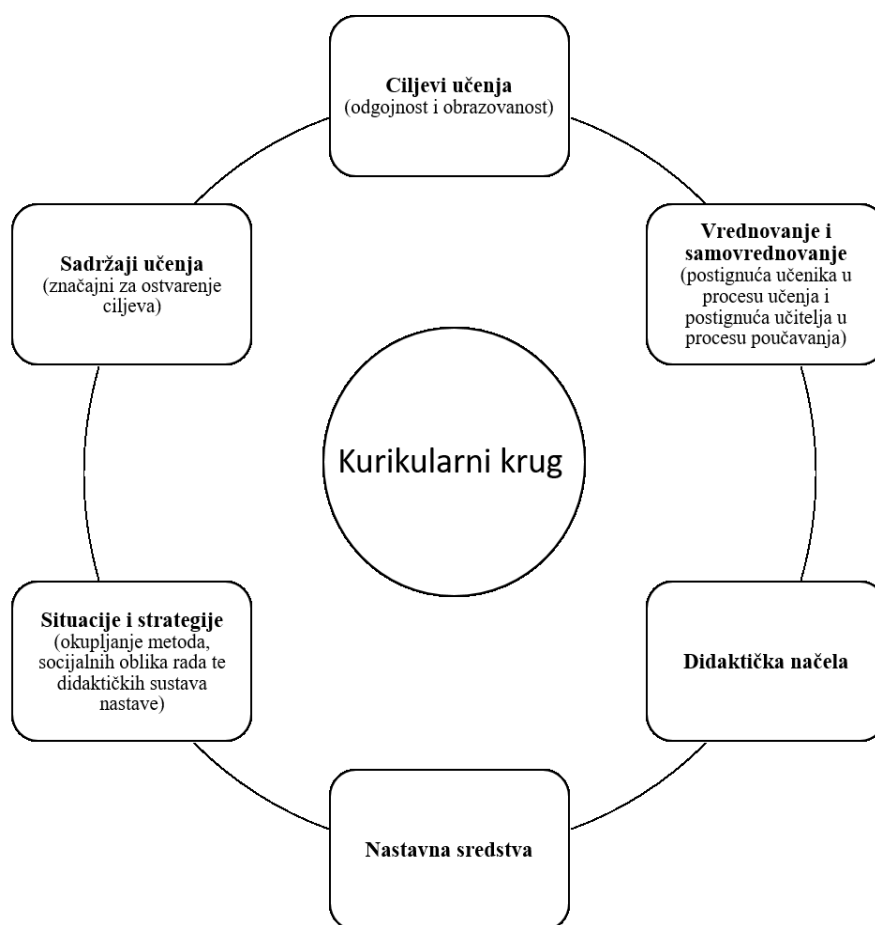 Ciljevi učenja
(odgojnost i obrazovanost)
Vrednovanje i
samovrednovanje
(postignuća učenika u
procesu učenja i
postignuća učitelja u
procesu poučavanja)
Didaktička načela
Nastavna sredstva
Situacije i strategije
(okupljanje metoda,
socijalnih oblika rada te
didaktičkih sustava
nastave)
Sadržaji učenja
(značajni za ostvarenje
ciljeva)
Kurikularni krug